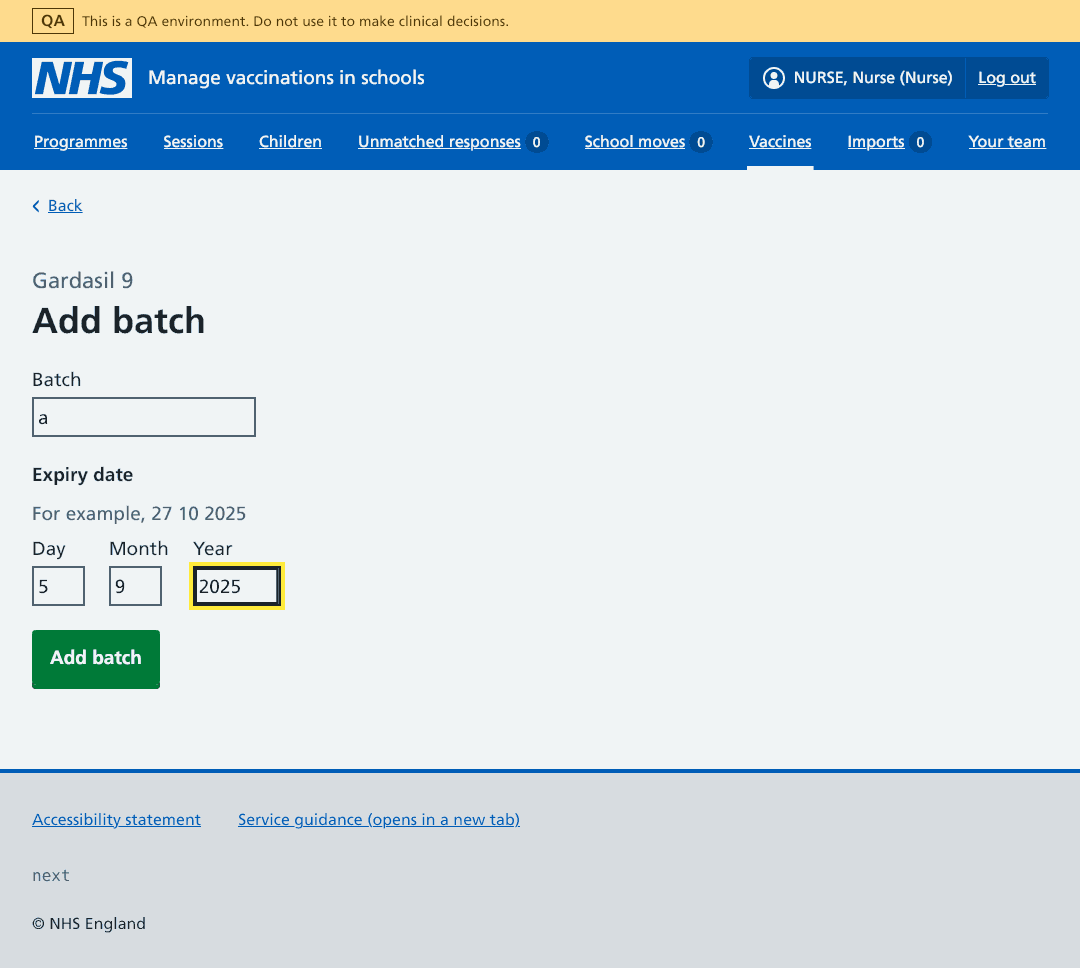 QA This is a QA environment. Do not use it to make clinical decisions.
NHS Manage vaccinations in schools NURSE, Nurse (Nurse) Log out
Programmes Sessions Children Unmatched responses 0 School moves 0 Vaccines Imports 0 Your team
Back
Gardasil 9
Add batch
Batch
a
Expiry date
For example, 27 10 2025
Day Month Year
5 9 2025
Add batch
Accessibility statement Service guidance (opens in a new tab)
next
© NHS England